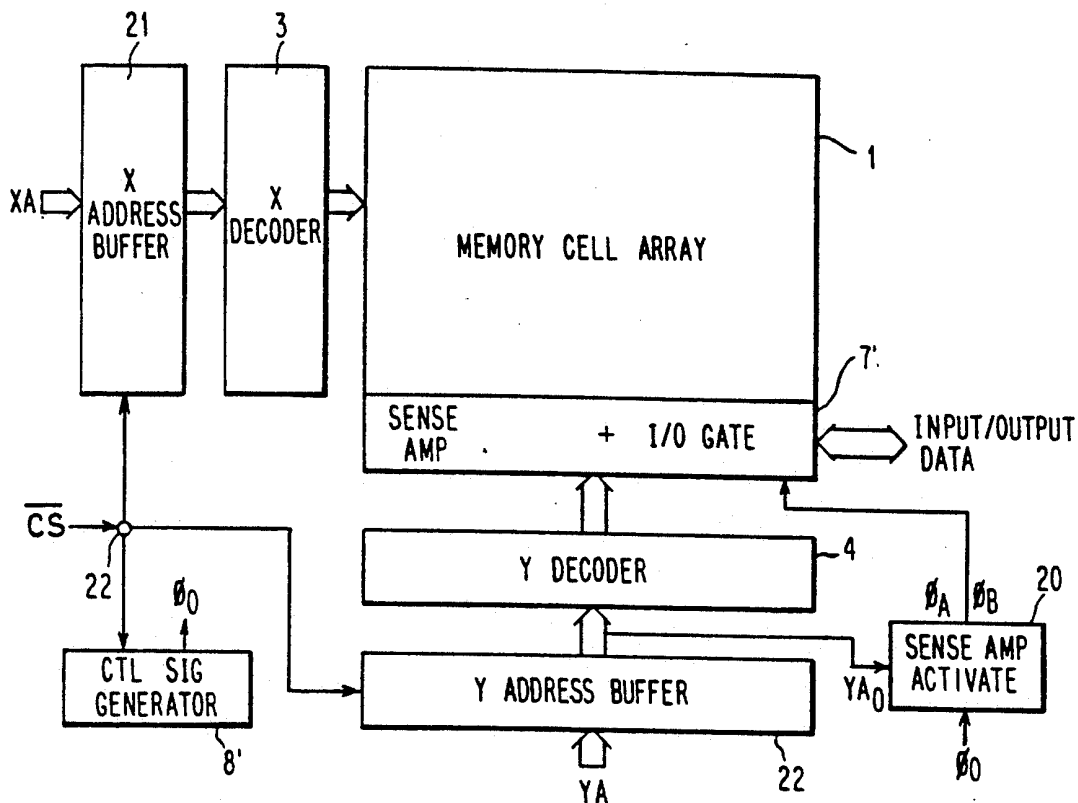 21
3
1
XA
X
ADDRESS
BUFFER
X
DECODER
MEMORY CELL ARRAY
7'
SENSE
AMP
+ I/O GATE
INPUT/OUTPUT
DATA
C̅S̅
22
Y DECODER
4
Ø0
ØA ØB
20
CTL SIG
GENERATOR
8'
Y ADDRESS BUFFER
22
YA0
SENSE AMP
ACTIVATE
YA
Ø0